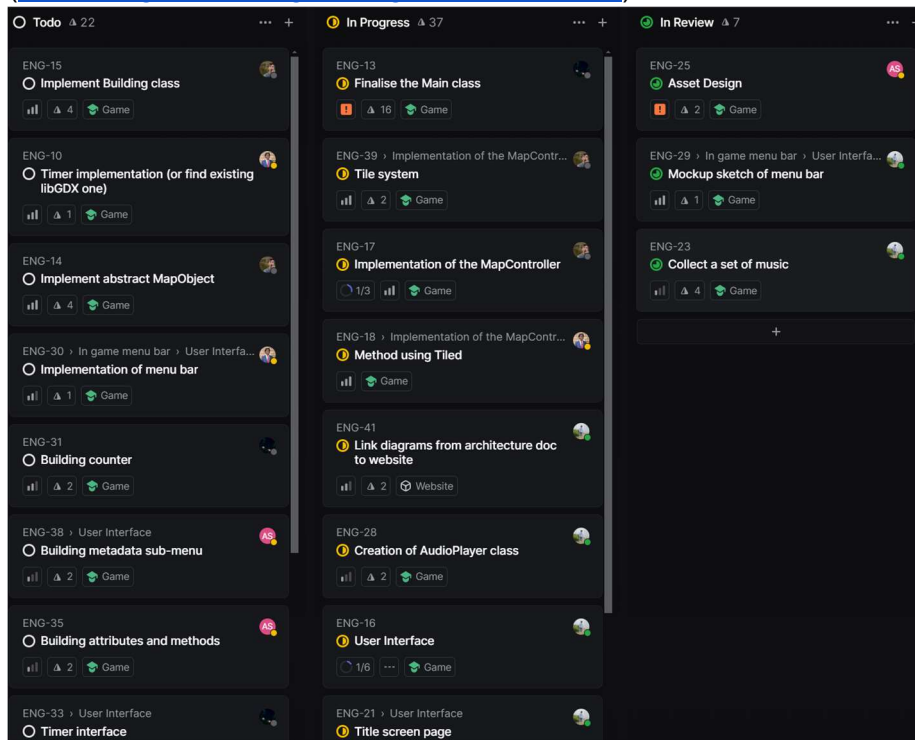 Todo 22
ENG-15
Implement Building class
4 Game
ENG-10
Timer implementation (or find existing
libGDX one)
1 Game
ENG-14
Implement abstract MapObject
4 Game
ENG-30 › In game menu bar › User Interfa...
Implementation of menu bar
1 Game
ENG-31
Building counter
2 Game
ENG-38 › User Interface
AS
Building metadata sub-menu
2 Game
ENG-35
AS
Building attributes and methods
2 Game
ENG-33 › User Interface
Timer interface
In Progress 37
ENG-13
Finalise the Main class
16 Game
ENG-39 › Implementation of the MapContr...
Tile system
2 Game
ENG-17
Implementation of the MapController
1/3 Game
ENG-18 › Implementation of the MapContr...
Method using Tiled
Game
ENG-41
Link diagrams from architecture doc
to website
2 Website
ENG-28
Creation of AudioPlayer class
2 Game
ENG-16
User Interface
1/6 Game
ENG-21 › User Interface
Title screen page
In Review 7
ENG-25
AS
Asset Design
2 Game
ENG-29 › In game menu bar › User Interfa...
Mockup sketch of menu bar
1 Game
ENG-23
Collect a set of music
4 Game